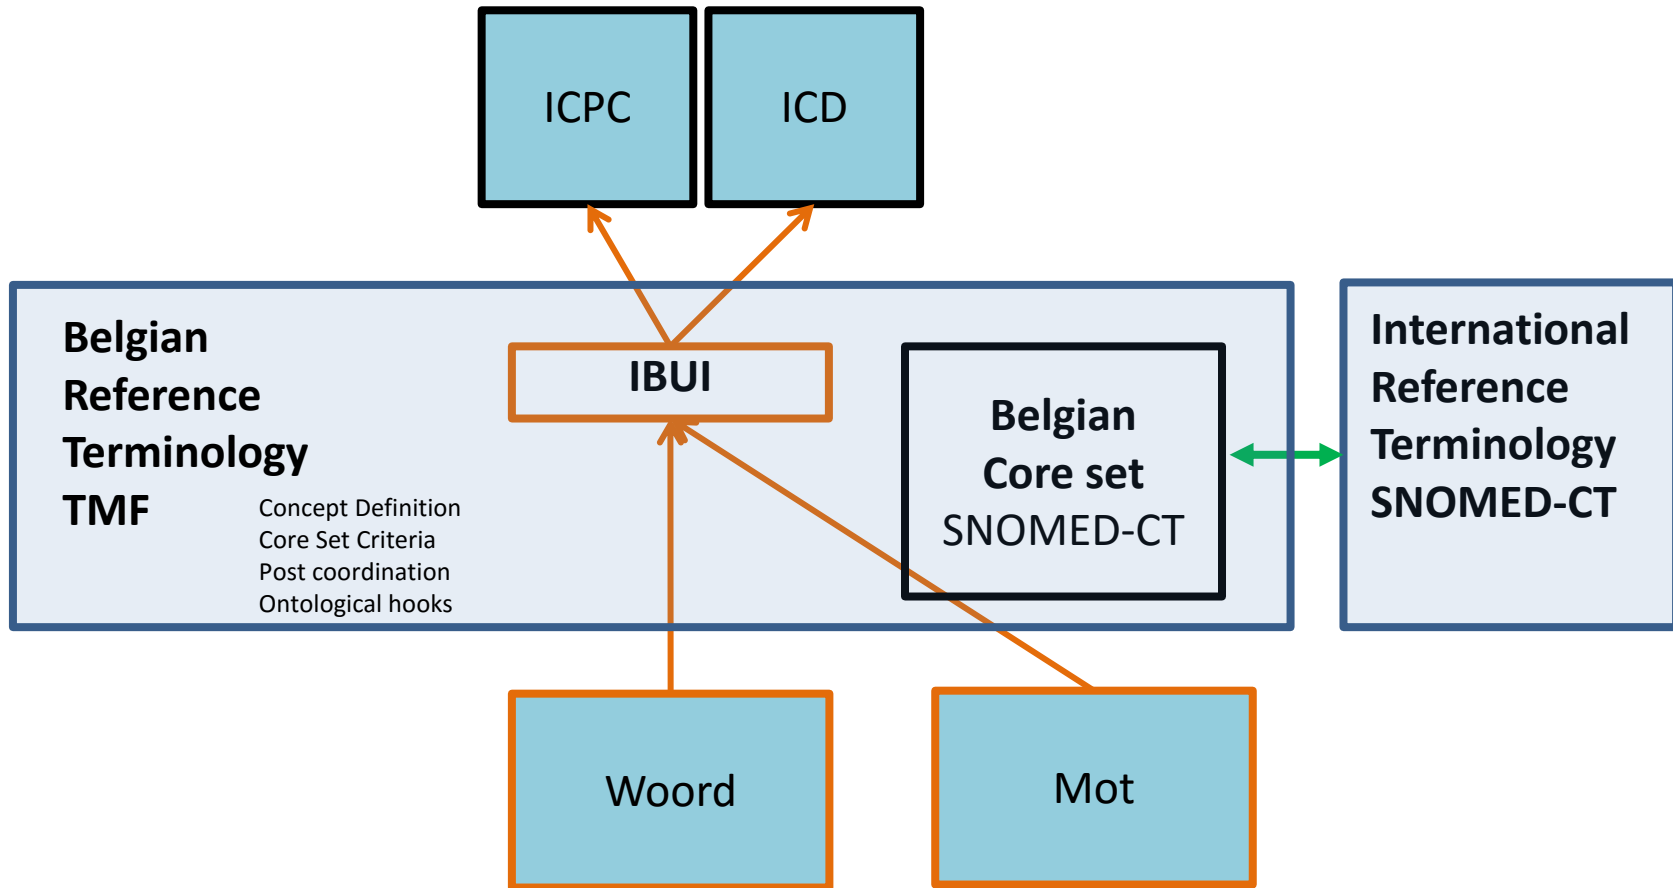 ICPC
ICD
Belgian
Reference
Terminology
TMF
Concept Definition
Core Set Criteria
Post coordination
Ontological hooks
IBUI
Belgian
Core set
SNOMED-CT
International
Reference
Terminology
SNOMED-CT
Woord
Mot